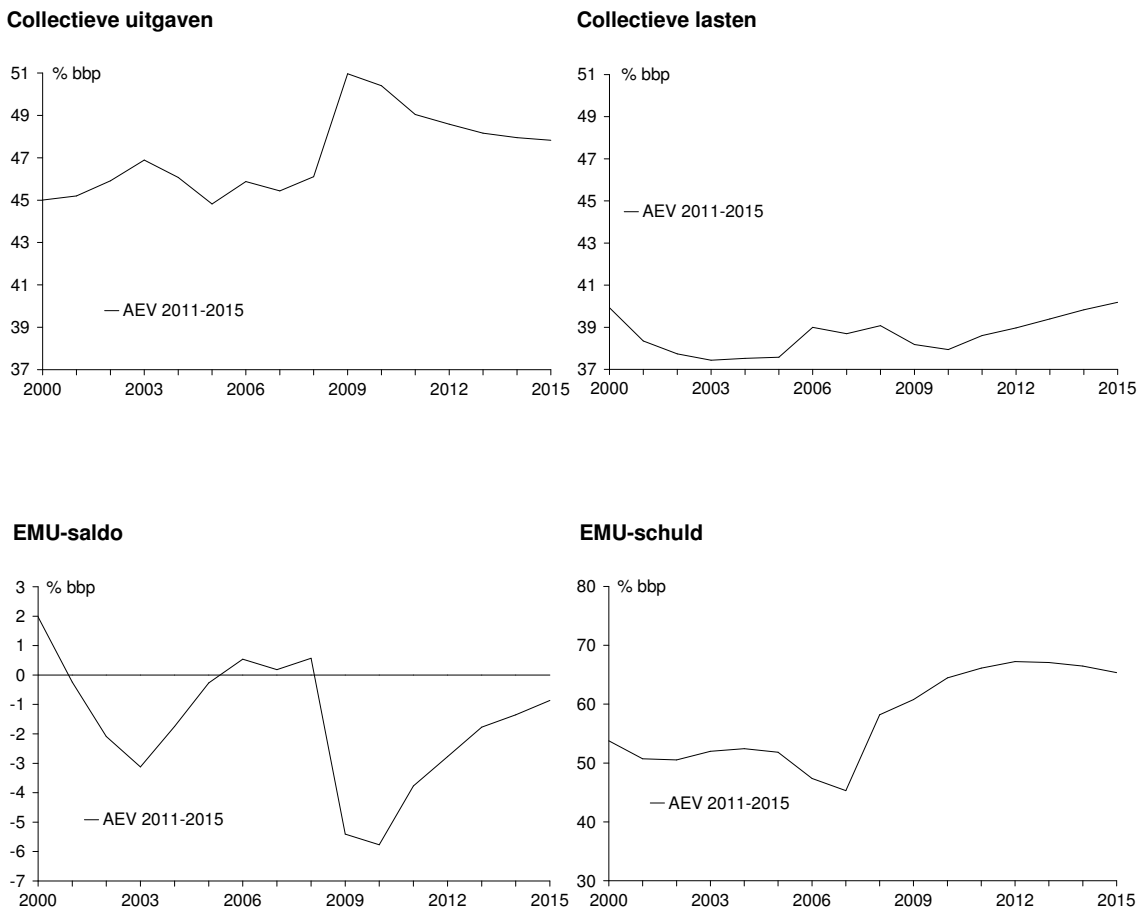 Collectieve uitgaven
% bbp
51
49
47
45
43
41
39
37
AEV 2011-2015
2000 2003 2006 2009 2012 2015
Collectieve lasten
% bbp
51
49
47
45
43
41
39
37
AEV 2011-2015
2000 2003 2006 2009 2012 2015
EMU-saldo
% bbp
3
2
1
0
-1
-2
-3
-4
-5
-6
-7
AEV 2011-2015
2000 2003 2006 2009 2012 2015
EMU-schuld
% bbp
80
70
60
50
40
30
AEV 2011-2015
2000 2003 2006 2009 2012 2015